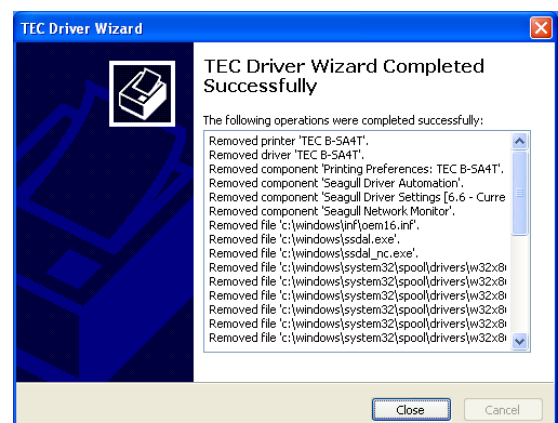 TEC Driver Wizard
TEC Driver Wizard Completed
Successfully
The following operations were completed successfully:
Removed printer 'TEC B-SA4T'.
Removed driver 'TEC B-SA4T'.
Removed component 'Printing Preferences: TEC B-SA4T'.
Removed component 'Seagull Driver Automation'.
Removed component 'Seagull Driver Settings [6.6 - Curre
Removed component 'Seagull Network Monitor'.
Removed file 'c:\windows\inf\oem16.inf'.
Removed file 'c:\windows\ssdal.exe'.
Removed file 'c:\windows\ssdal_nc.exe'.
Removed file 'c:\windows\system32\spool\drivers\w32x8
Removed file 'c:\windows\system32\spool\drivers\w32x8
Removed file 'c:\windows\system32\spool\drivers\w32x8
Removed file 'c:\windows\system32\spool\drivers\w32x8
Removed file 'c:\windows\system32\spool\drivers\w32x8
Removed file 'c:\windows\system32\spool\drivers\w32x8
Close
Cancel